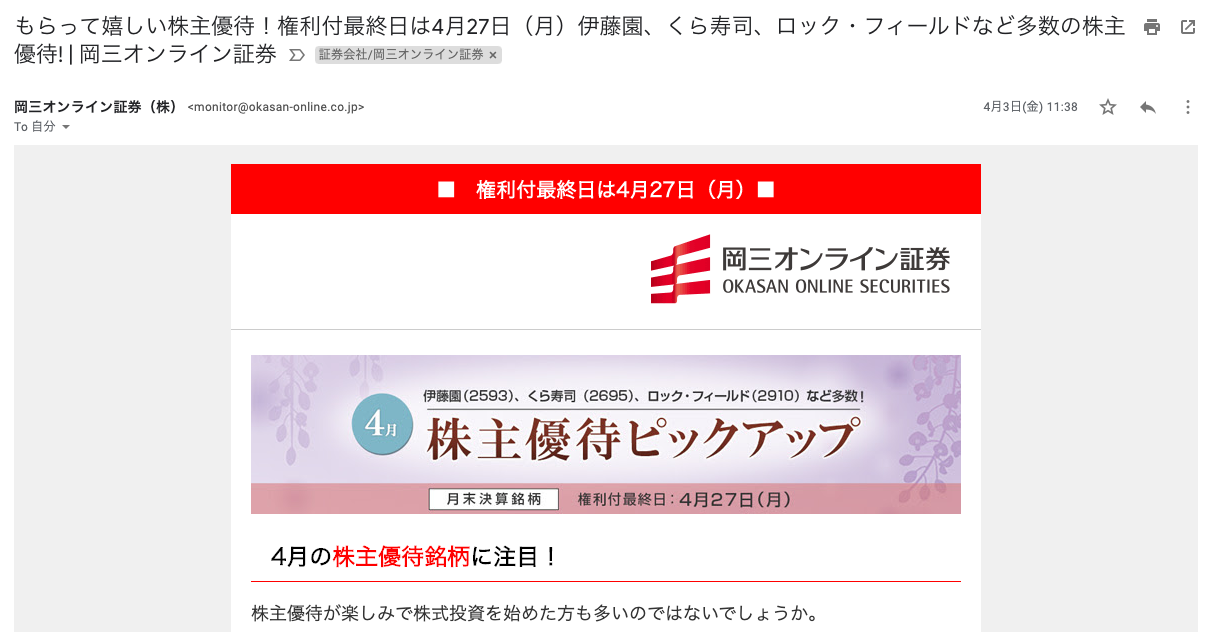 もらって嬉しい株主優待！権利付最終日は4月27日（月）伊藤園、くら寿司、ロック・フィールドなど多数の株主
優待! | 岡三オンライン証券 証券会社/岡三オンライン証券 ×
岡三オンライン証券（株） <monitor@okasan-online.co.jp> 4月3日(金) 11:38
To 自分
■　権利付最終日は4月27日（月）■
岡三オンライン証券
OKASAN ONLINE SECURITIES
伊藤園(2593)、くら寿司（2695)、ロック・フィールド(2910）など多数！
4月
株主優待ピックアップ
月末決算銘柄 権利付最終日：4月27日(月)
4月の株主優待銘柄に注目！
株主優待が楽しみで株式投資を始めた方も多いのではないでしょうか。